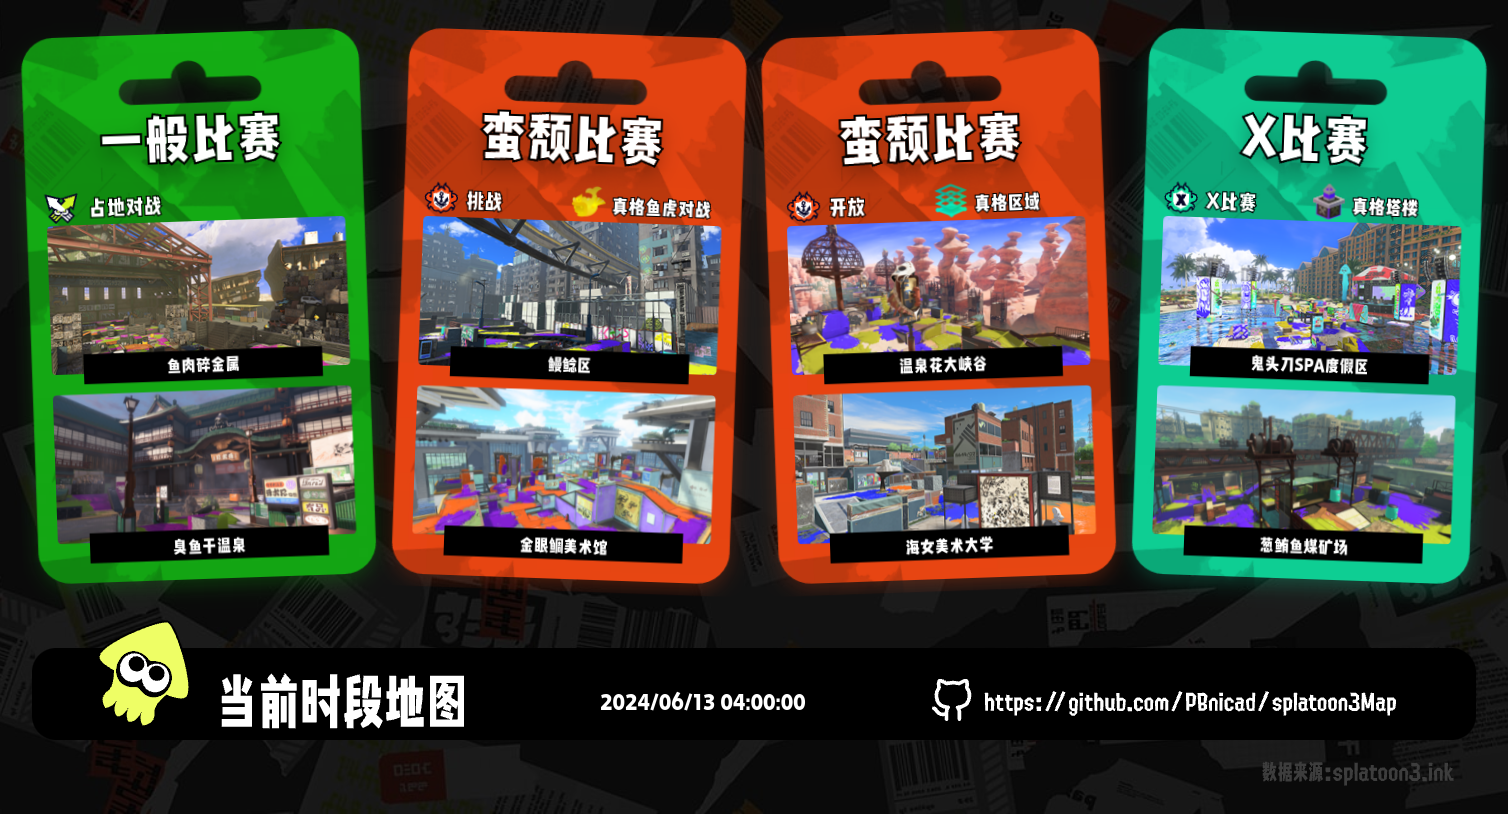 一般比赛
占地对战
鱼肉碎金属
臭鱼干温泉
蛮颓比赛
挑战
真格鱼虎对战
鳗鲶区
金眼鲷美术馆
蛮颓比赛
开放
真格区域
温泉花大峡谷
海女美术大学
X比赛
X比赛
真格塔楼
鬼头刀SPA度假区
葱鲔鱼煤矿场
当前时段地图
2024/06/13 04:00:00
https://github.com/PBnicad/splatoon3Map
数据来源:splatoon3.ink